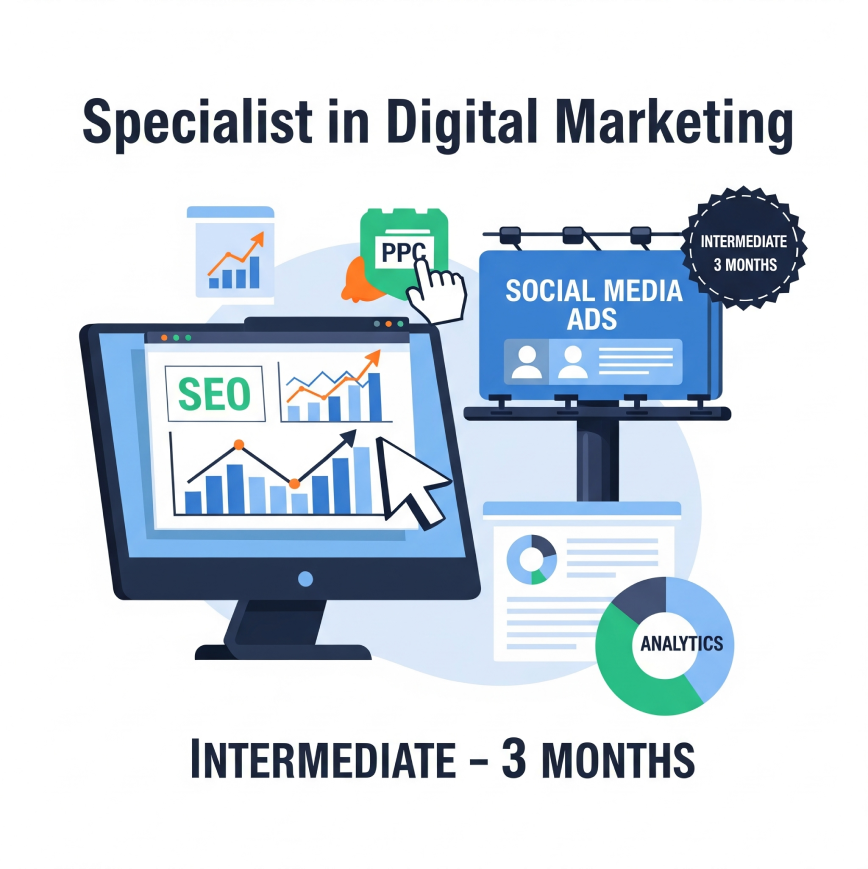 Specialist in Digital Marketing
PPC
INTERMEDIATE
3 MONTHS
SOCIAL MEDIA
ADS
SEO
ANALYTICS
INTERMEDIATE – 3 MONTHS